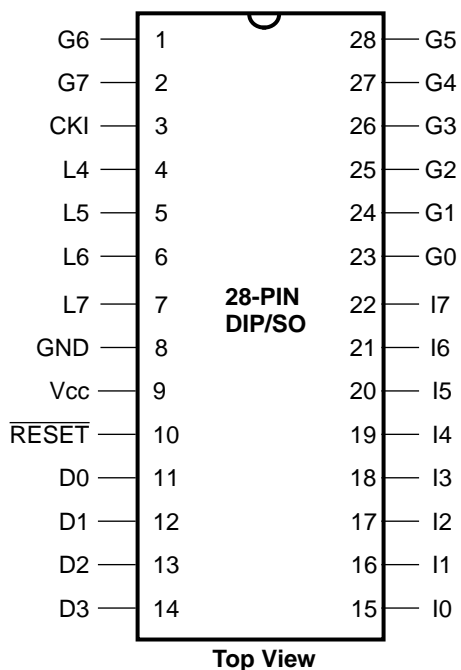 G6 1 28 G5
G7 2 27 G4
CKI 3 26 G3
L4 4 25 G2
L5 5 24 G1
L6 6 23 G0
L7 7 22 I7
28-PIN
DIP/SO
GND 8 21 I6
Vcc 9 20 I5
RESET 10 19 I4
D0 11 18 I3
D1 12 17 I2
D2 13 16 I1
D3 14 15 I0
Top View